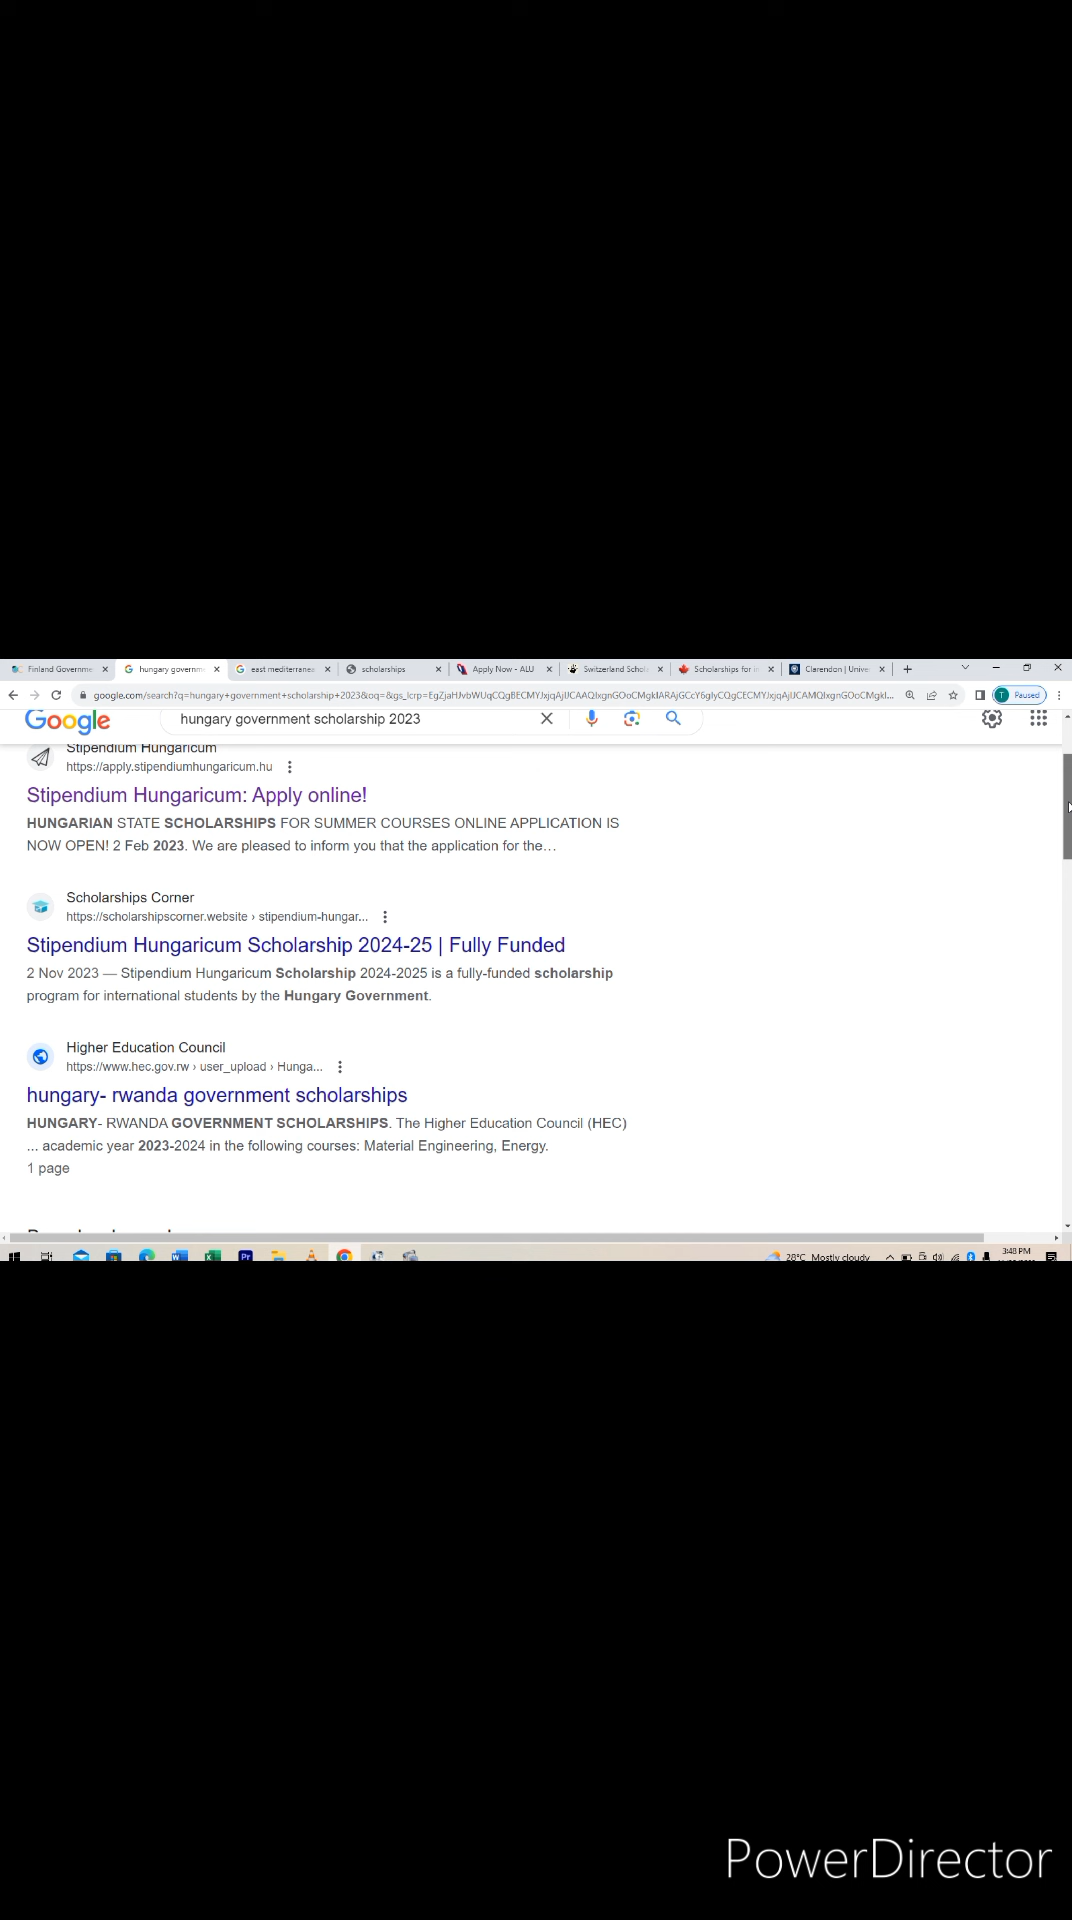 Finland Governme
hungary governm
east mediterranea
scholarships
Apply Now - ALU
Switzerland Schol
Scholarships for i
Clarendon | Unive
google.com/search?q=hungary+government+scholarship+2023&oq=&gs_lcrp=
Paused
Google
hungary government scholarship 2023
Stipendium Hungaricum
https://apply.stipendiumhungaricum.hu
Stipendium Hungaricum: Apply online!
HUNGARIAN STATE SCHOLARSHIPS FOR SUMMER COURSES ONLINE APPLICATION IS
NOW OPEN! 2 Feb 2023. We are pleased to inform you that the application for the...
Scholarships Corner
https://scholarshipscorner.website › stipendium-hungar...
Stipendium Hungaricum Scholarship 2024-25 | Fully Funded
2 Nov 2023 — Stipendium Hungaricum Scholarship 2024-2025 is a fully-funded scholarship
program for international students by the Hungary Government.
Higher Education Council
https://www.hec.gov.rw › user_upload › Hunga...
hungary- rwanda government scholarships
HUNGARY- RWANDA GOVERNMENT SCHOLARSHIPS. The Higher Education Council (HEC)
... academic year 2023-2024 in the following courses: Material Engineering, Energy.
1 page
28°C Mostly cloudy
3:48 PM
PowerDirector